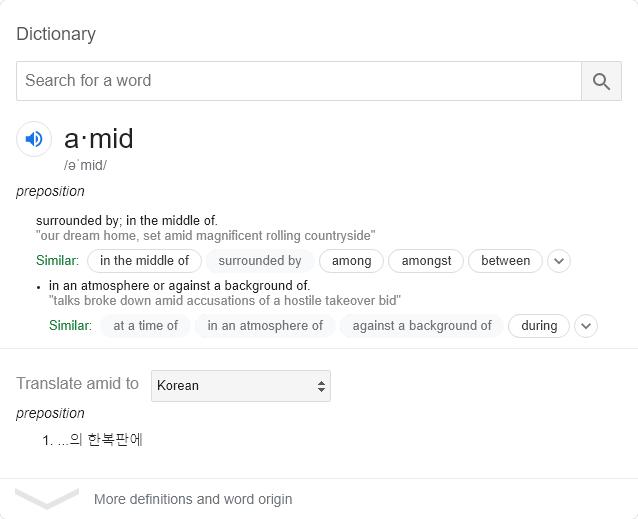 Dictionary
Search for a word
a·mid
/əˈmid/
preposition
surrounded by; in the middle of.
"our dream home, set amid magnificent rolling countryside"
Similar: in the middle of surrounded by among amongst between
• in an atmosphere or against a background of.
"talks broke down amid accusations of a hostile takeover bid"
Similar: at a time of in an atmosphere of against a background of during
Translate amid to Korean
preposition
1. ...의 한복판에
More definitions and word origin